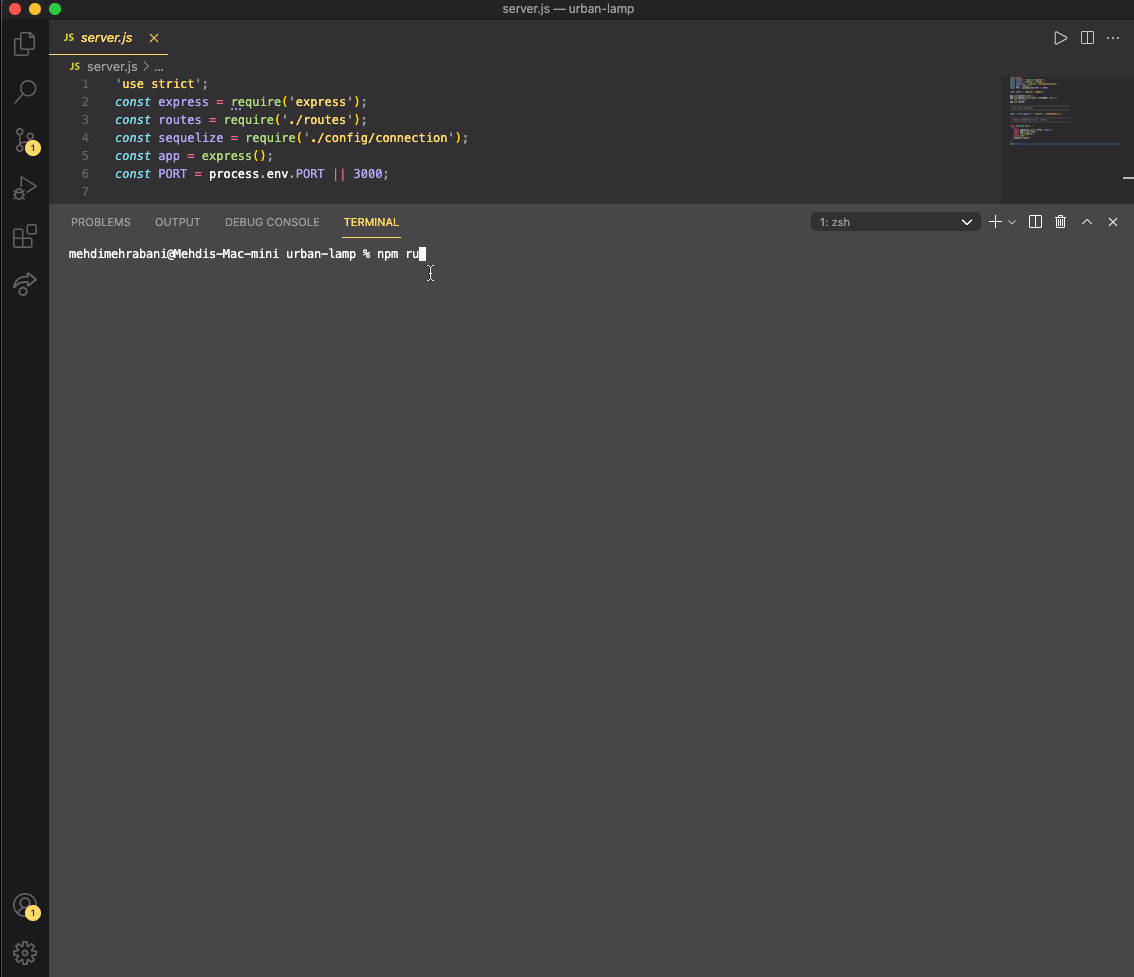 server.js — urban-lamp
JS server.js
JS server.js > ...
1 'use strict';
2 const express = require('express');
3 const routes = require('./routes');
4 const sequelize = require('./config/connection');
5 const app = express();
6 const PORT = process.env.PORT || 3000;
7
PROBLEMS OUTPUT DEBUG CONSOLE TERMINAL 1: zsh
mehdimehrabani@Mehdis-Mac-mini urban-lamp % npm ru
1
1